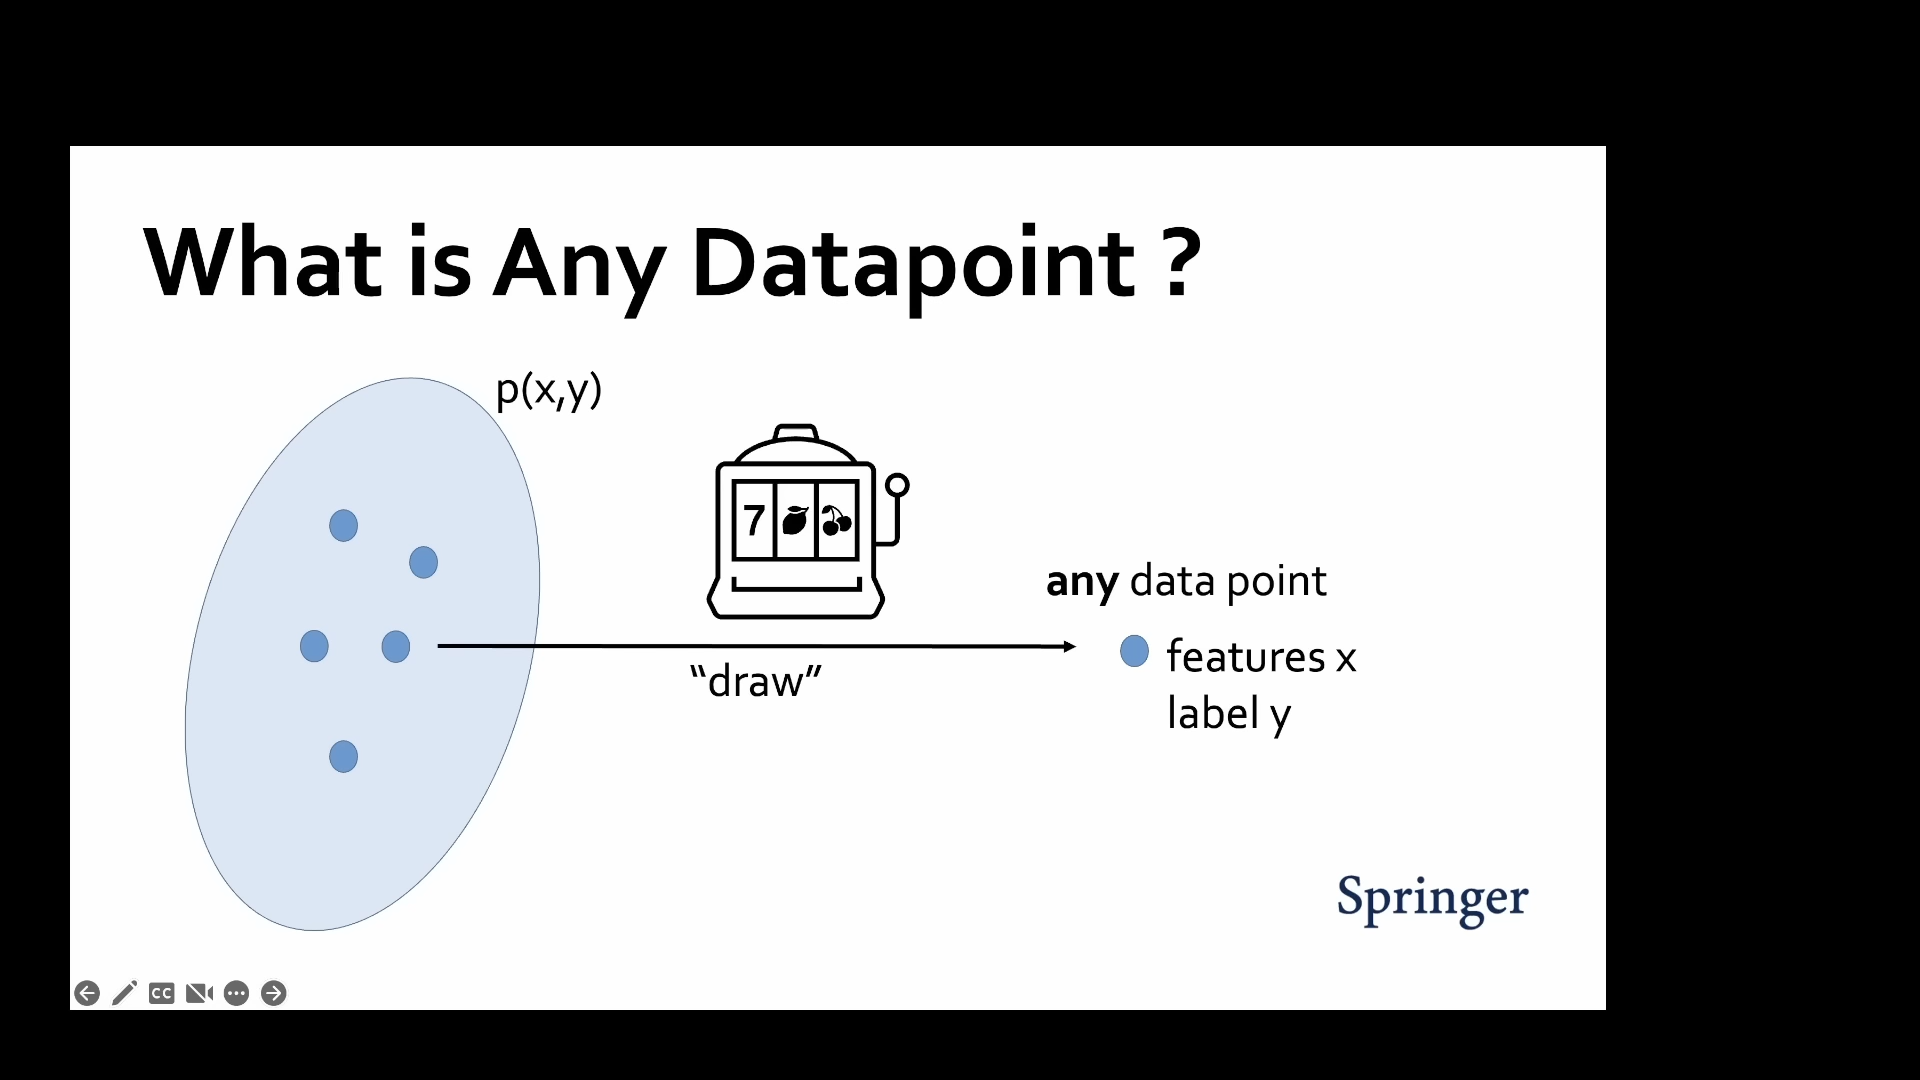 What is Any Datapoint ?
p(x,y)
7
any data point
features x
label y
“draw”
Springer
CC